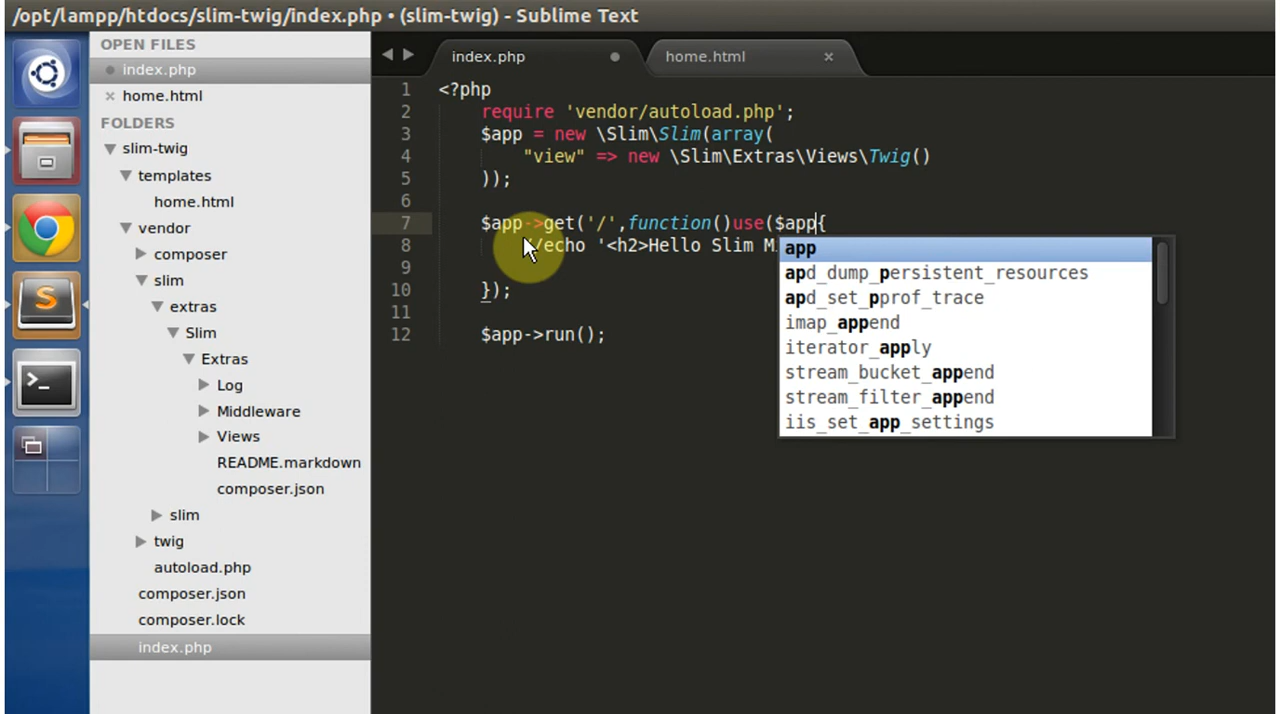 /opt/lampp/htdocs/slim-twig/index.php • (slim-twig) - Sublime Text
OPEN FILES
index.php
home.html
FOLDERS
slim-twig
templates
home.html
vendor
composer
slim
extras
Slim
Extras
Log
Middleware
Views
README.markdown
composer.json
slim
twig
autoload.php
composer.json
composer.lock
index.php
index.php
home.html
1 <?php
2 require 'vendor/autoload.php';
3 $app = new \Slim\Slim(array(
4 "view" => new \Slim\Extras\Views\Twig()
5 ));
6
7 $app->get('/',function()use($app{
8 //echo '<h2>Hello Slim M
9
10 });
11
12 $app->run();
app
apd_dump_persistent_resources
apd_set_pprof_trace
imap_append
iterator_apply
stream_bucket_append
stream_filter_append
iis_set_app_settings